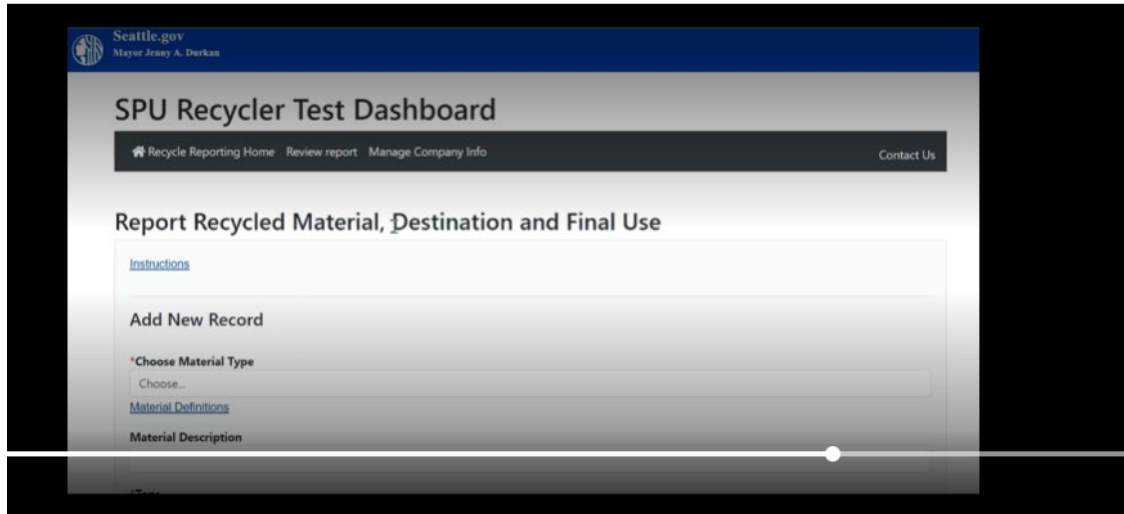 Seattle.gov
Mayor Jenny A. Durkan
SPU Recycler Test Dashboard
Recycle Reporting Home Review report Manage Company Info Contact Us
Report Recycled Material, Destination and Final Use
Instructions
Add New Record
*Choose Material Type
Choose...
Material Definitions
Material Description
*Tons